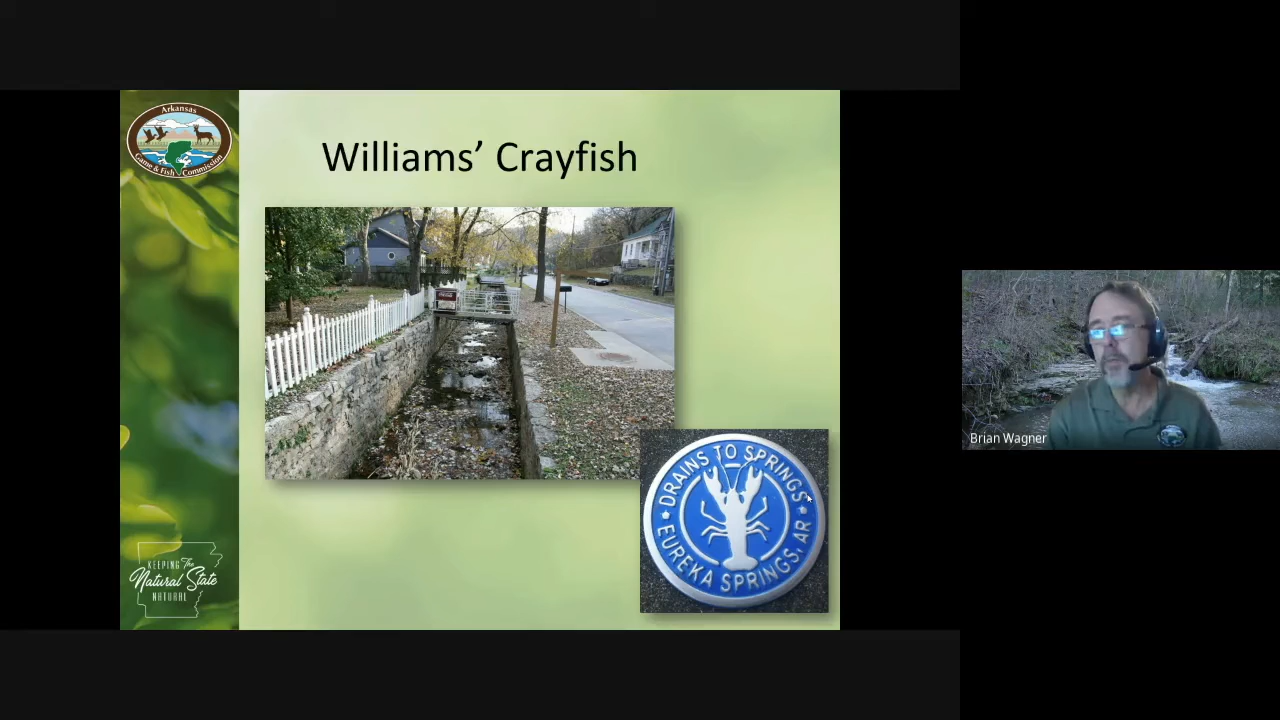 Arkansas
Game & Fish Commission
Williams’ Crayfish
DRAINS TO SPRINGS
EUREKA SPRINGS, AR
KEEPING The
Natural State
NATURAL
Brian Wagner